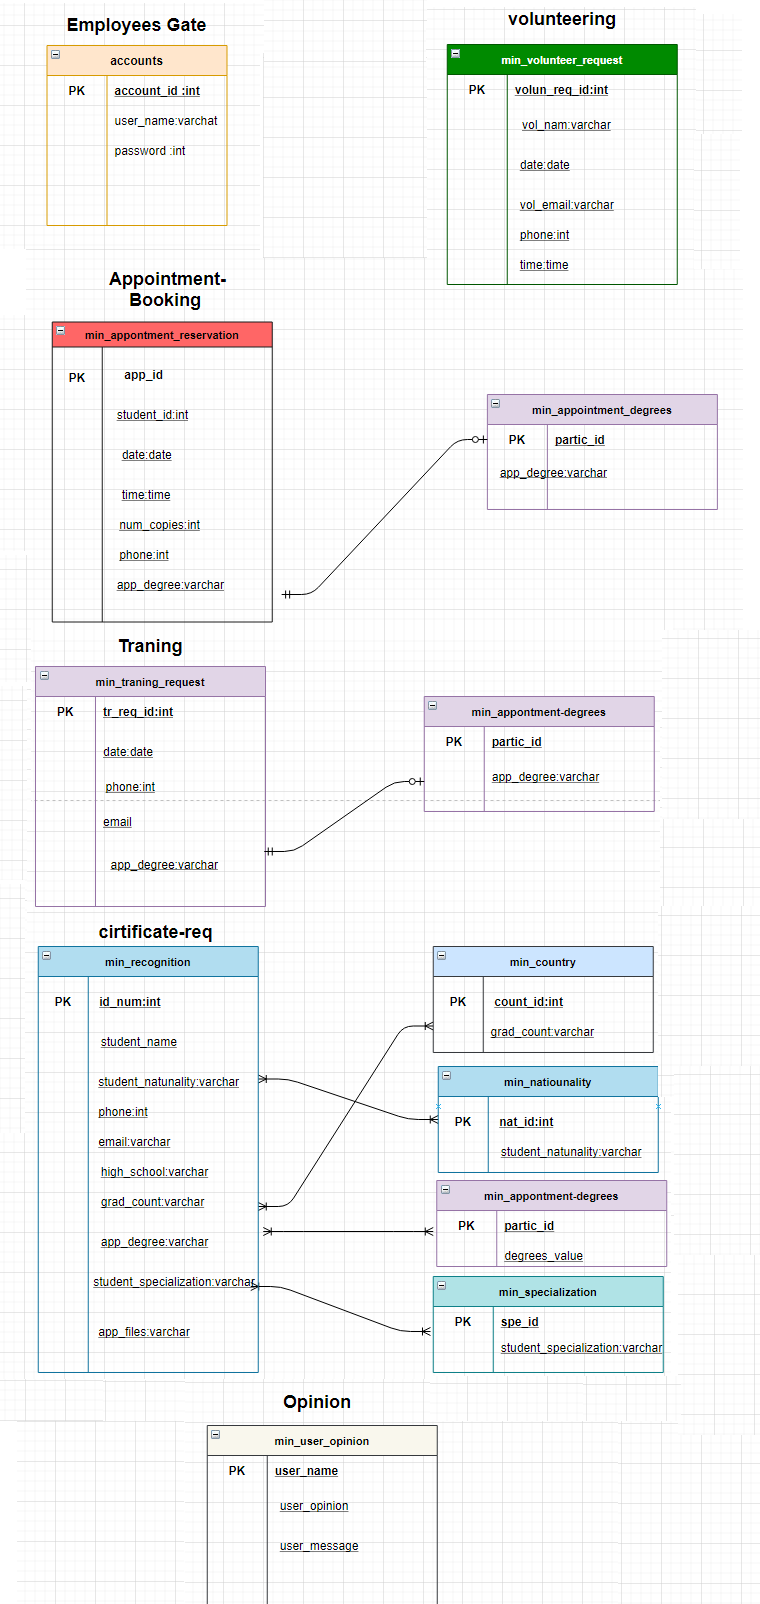 Employees Gate
accounts
PK
account_id :int
user_name:varchat
password :int
volunteering
min_volunteer_request
PK
volun_req_id:int
vol_nam:varchar
date:date
vol_email:varchar
phone:int
time:time
Appointment-
Booking
min_appontment_reservation
PK
app_id
student_id:int
date:date
time:time
num_copies:int
phone:int
app_degree:varchar
min_appointment_degrees
PK
partic_id
app_degree:varchar
Traning
min_traning_request
PK
tr_req_id:int
date:date
phone:int
email
app_degree:varchar
min_appontment-degrees
PK
partic_id
app_degree:varchar
cirtificate-req
min_recognition
PK
id_num:int
student_name
student_natunality:varchar
phone:int
email:varchar
high_school:varchar
grad_count:varchar
app_degree:varchar
student_specialization:varchar
app_files:varchar
min_country
PK
count_id:int
grad_count:varchar
min_natiounality
PK
nat_id:int
student_natunality:varchar
min_appontment-degrees
PK
partic_id
degrees_value
min_specialization
PK
spe_id
student_specialization:varchar
Opinion
min_user_opinion
PK
user_name
user_opinion
user_message